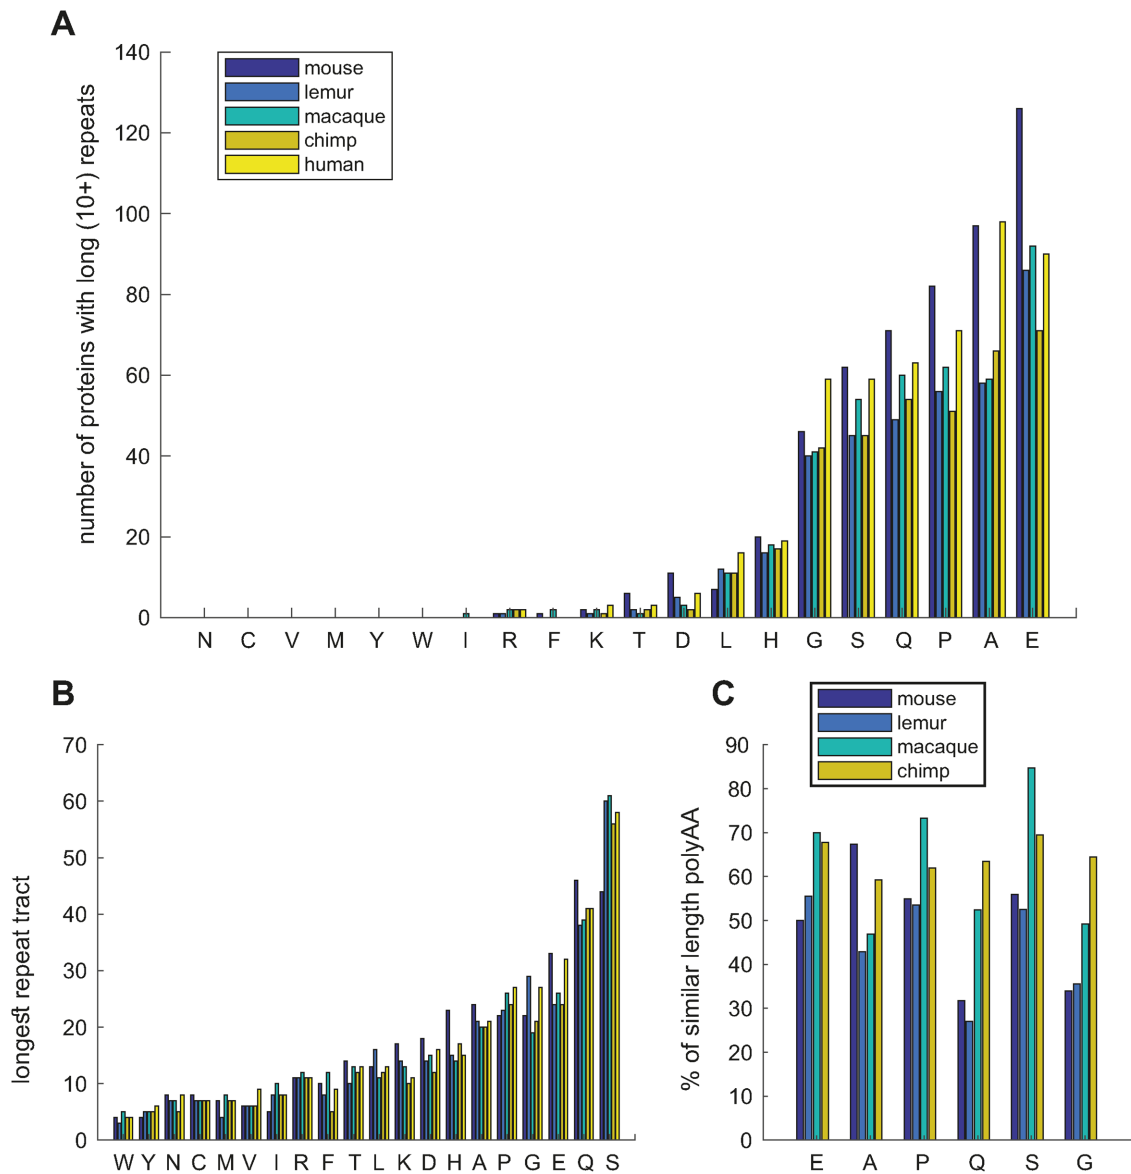 A
number of proteins with long (10+) repeats
140
120
100
80
60
40
20
0
mouse
lemur
macaque
chimp
human
N C V M Y W I R F K T D L H G S Q P A E
B
longest repeat tract
70
60
50
40
30
20
10
0
W Y N C M V I R F T L K D H A P G E Q S
C
mouse
lemur
macaque
chimp
% of similar length polyAA
90
80
70
60
50
40
30
20
10
0
E A P Q S G